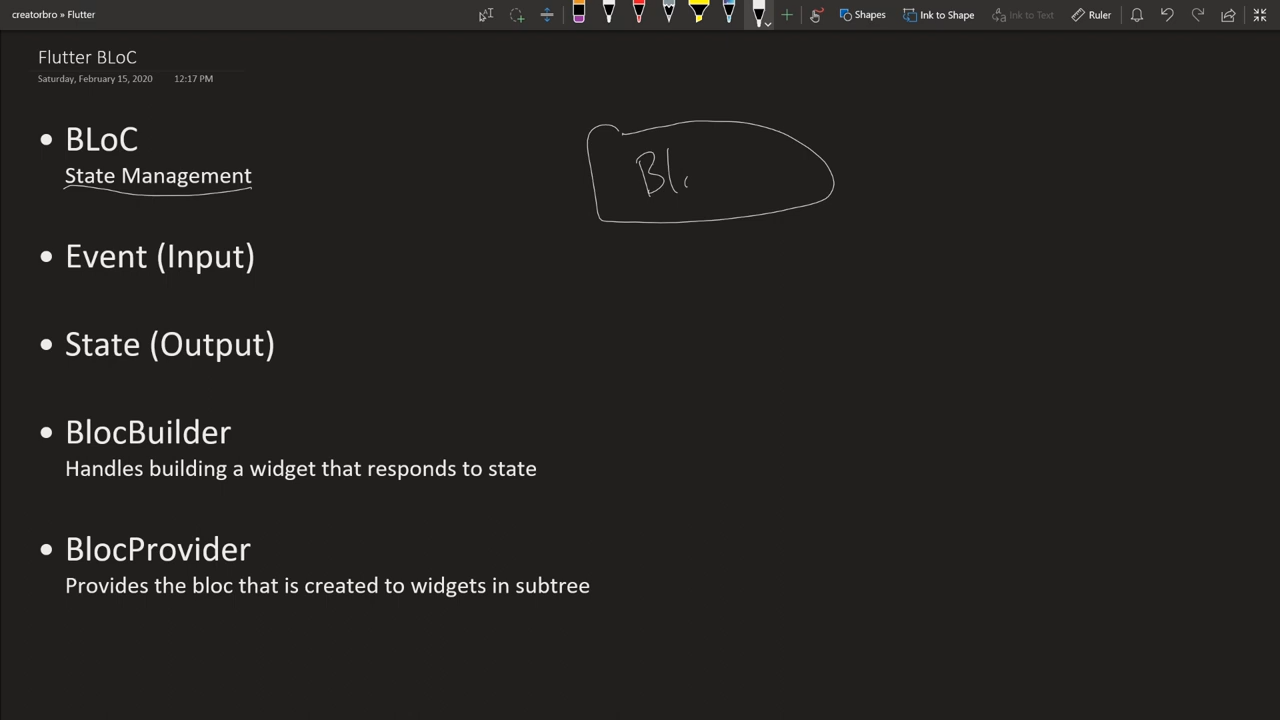 creatorbro » Flutter
Shapes
Ink to Shape
Ink to Text
Ruler
Flutter BLoC
Saturday, February 15, 2020 12:17 PM
• BLoC
State Management
• Event (Input)
• State (Output)
• BlocBuilder
Handles building a widget that responds to state
• BlocProvider
Provides the bloc that is created to widgets in subtree
Bl